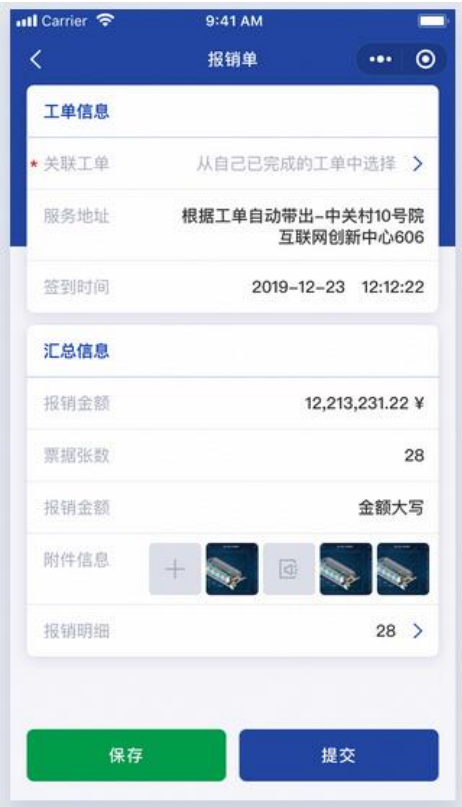 Carrier 9:41 AM
报销单
工单信息
* 关联工单 从自己已完成的工单中选择
服务地址 根据工单自动带出-中关村10号院
互联网创新中心606
签到时间 2019-12-23 12:12:22
汇总信息
报销金额 12,213,231.22 ¥
票据张数 28
报销金额 金额大写
附件信息
报销明细 28
保存 提交